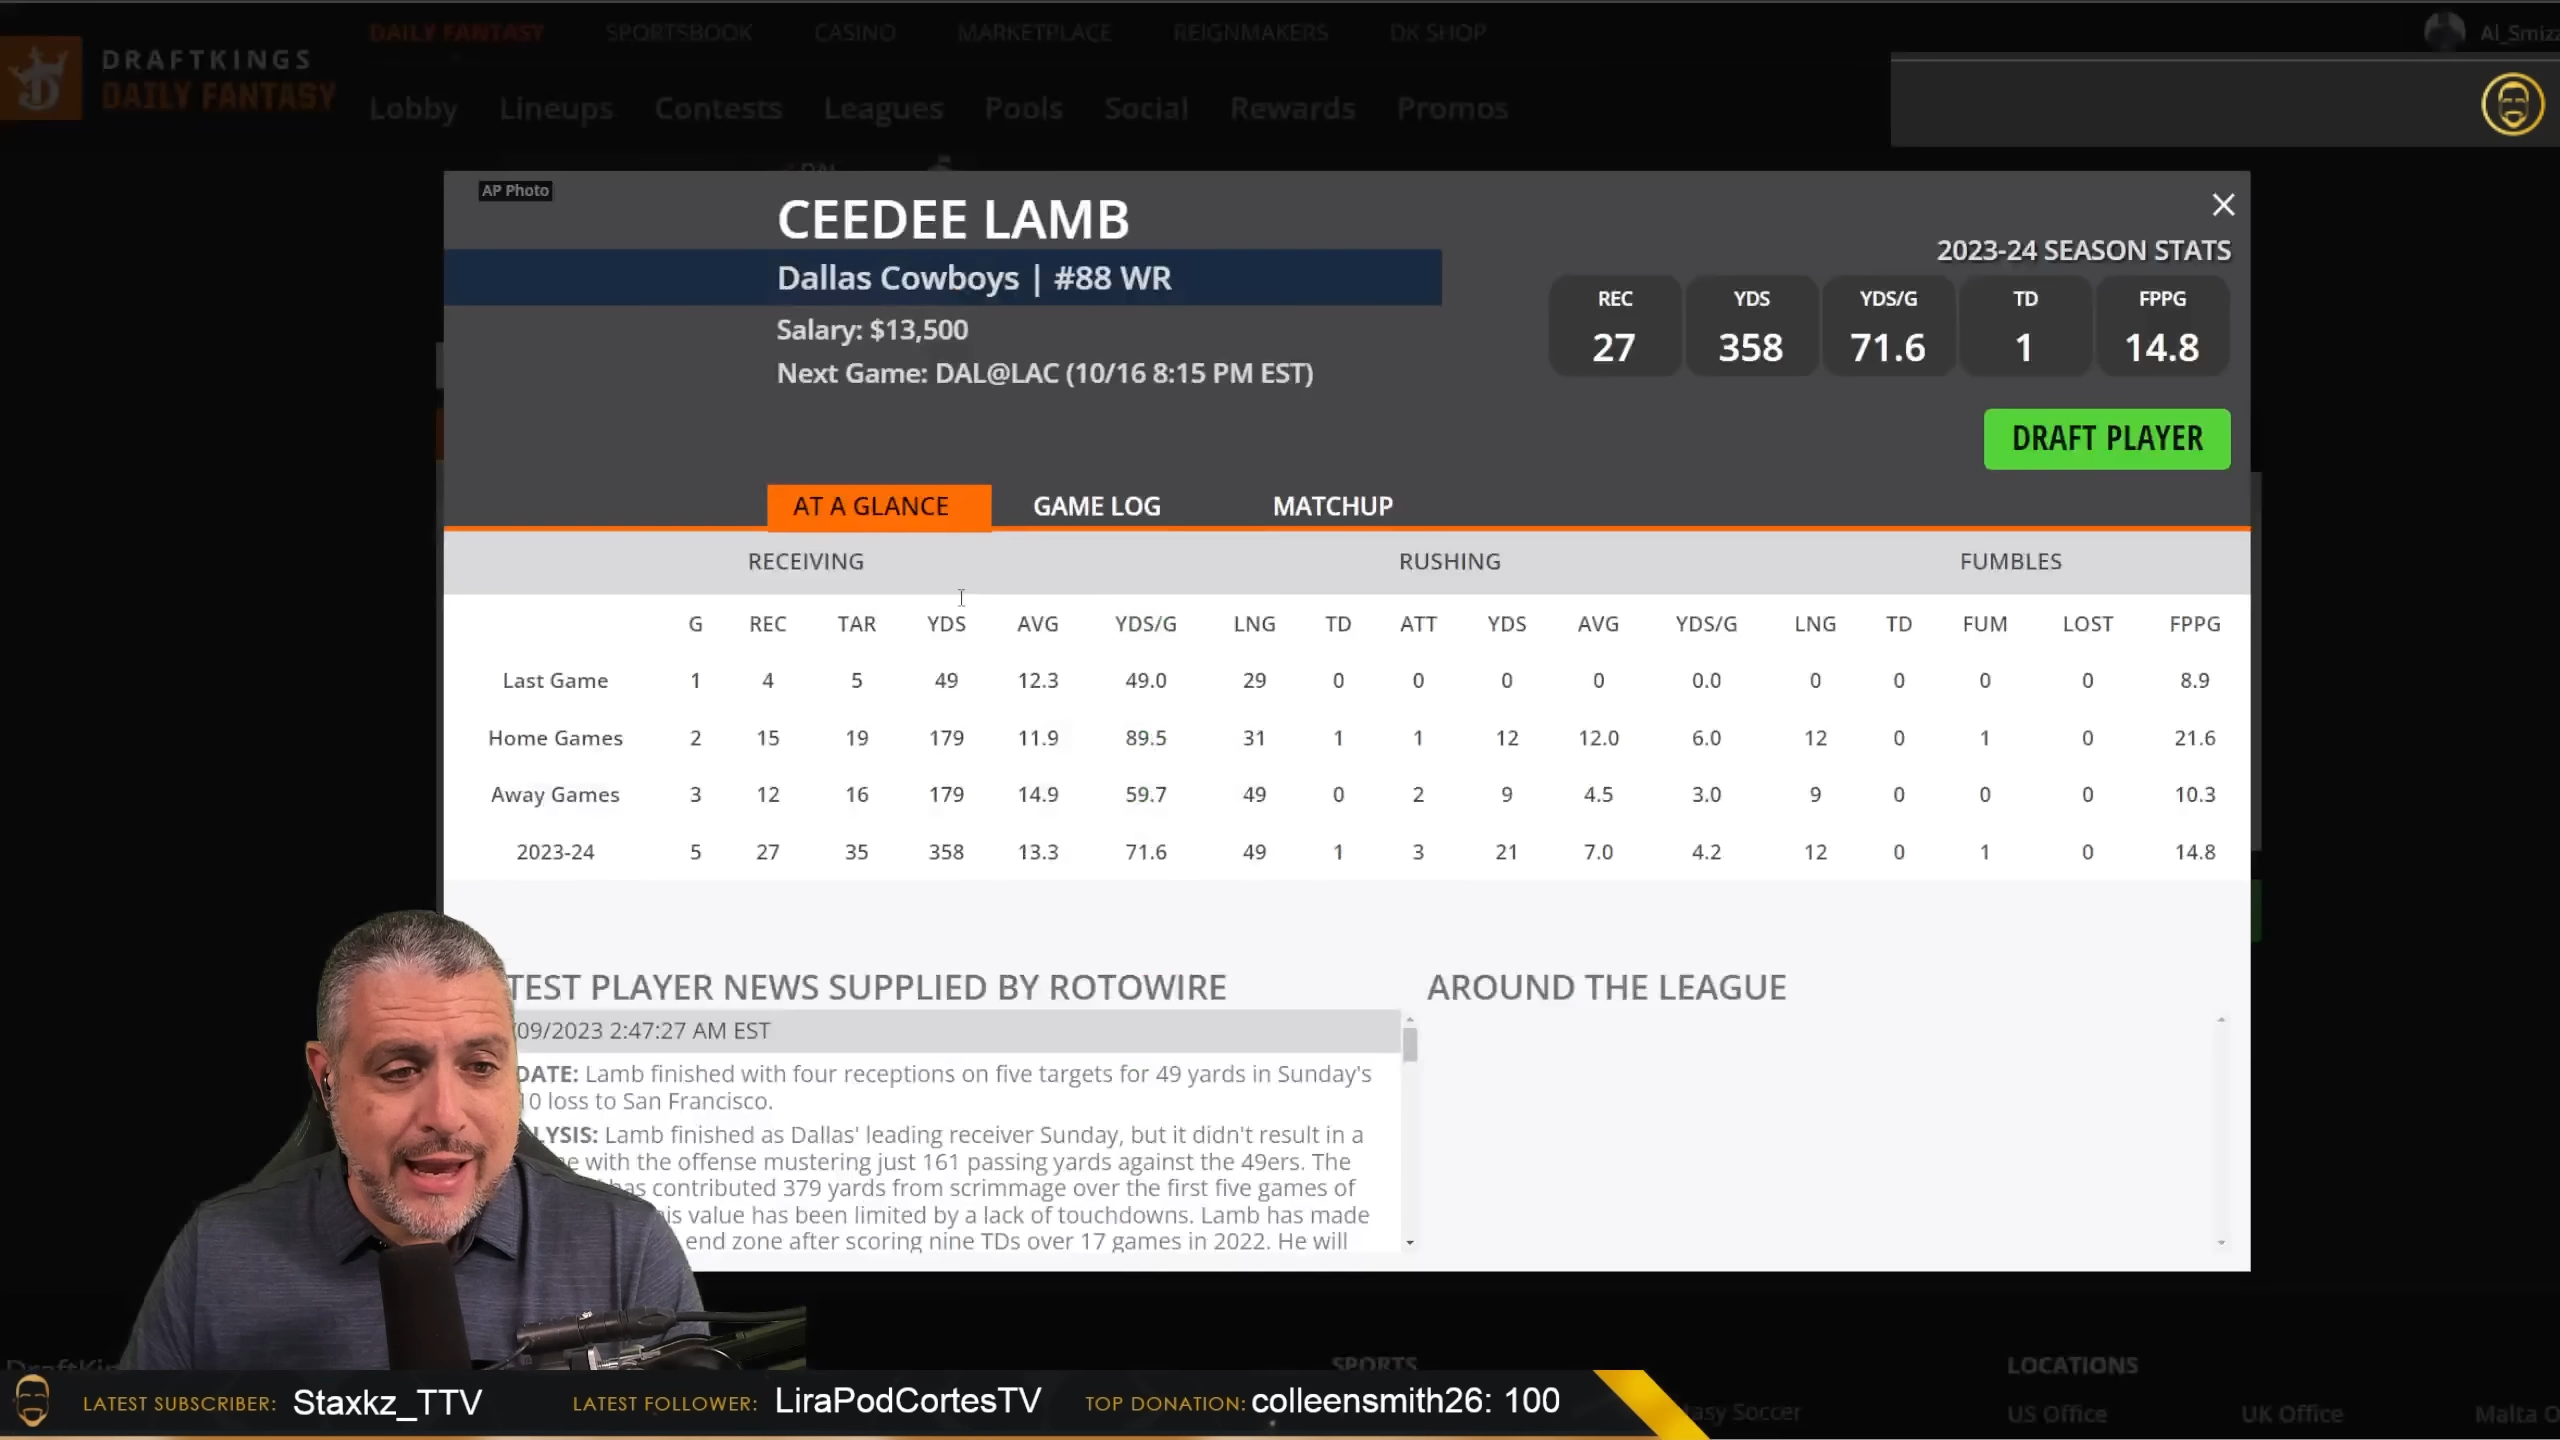 DAILY FANTASY SPORTSBOOK CASINO MARKETPLACE REIGNMAKERS DK SHOP Al_Smizz
DRAFTKINGS
DAILY FANTASY
Lobby Lineups Contests Leagues Pools Social Rewards Promos
AP Photo
CEEDEE LAMB
Dallas Cowboys | #88 WR
Salary: $13,500
Next Game: DAL@LAC (10/16 8:15 PM EST)
2023-24 SEASON STATS
REC YDS YDS/G TD FPPG
27 358 71.6 1 14.8
DRAFT PLAYER
AT A GLANCE GAME LOG MATCHUP
RECEIVING RUSHING FUMBLES
G REC TAR YDS AVG YDS/G LNG TD ATT YDS AVG YDS/G LNG TD FUM LOST FPPG
Last Game 1 4 5 49 12.3 49.0 29 0 0 0 0 0.0 0 0 0 0 8.9
Home Games 2 15 19 179 11.9 89.5 31 1 1 12 12.0 6.0 12 0 1 0 21.6
Away Games 3 12 16 179 14.9 59.7 49 0 2 9 4.5 3.0 9 0 0 0 10.3
2023-24 5 27 35 358 13.3 71.6 49 1 3 21 7.0 4.2 12 0 1 0 14.8
TEST PLAYER NEWS SUPPLIED BY ROTOWIRE
/09/2023 2:47:27 AM EST
DATE: Lamb finished with four receptions on five targets for 49 yards in Sunday's
10 loss to San Francisco.
LYSIS: Lamb finished as Dallas' leading receiver Sunday, but it didn't result in a
e with the offense mustering just 161 passing yards against the 49ers. The
has contributed 379 yards from scrimmage over the first five games of
is value has been limited by a lack of touchdowns. Lamb has made
end zone after scoring nine TDs over 17 games in 2022. He will
AROUND THE LEAGUE
SPORTS LOCATIONS
asy Soccer US Office UK Office Malta O
LATEST SUBSCRIBER: Staxkz_TTV LATEST FOLLOWER: LiraPodCortesTV TOP DONATION: colleensmith26: 100